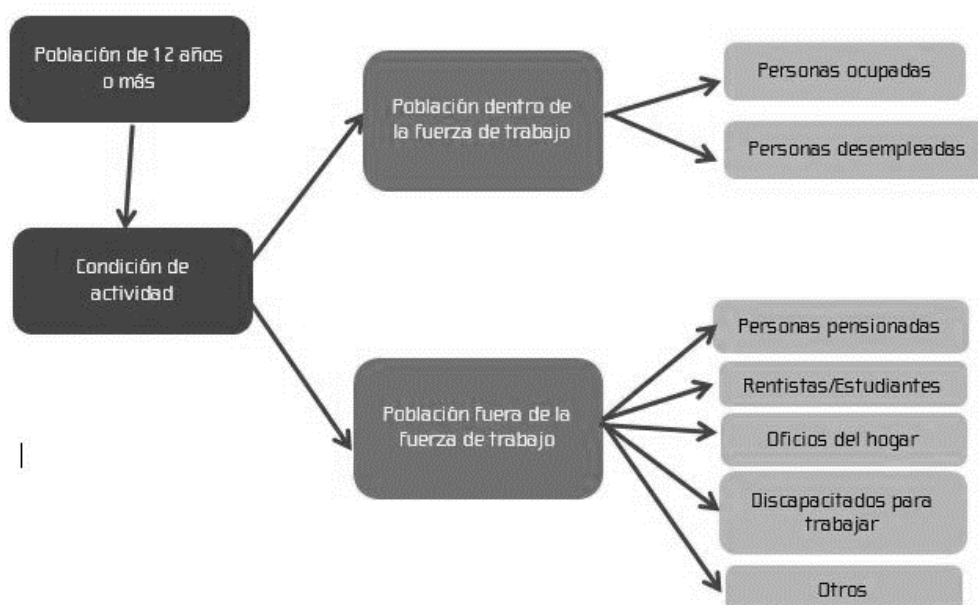 Población de 12 años
o más
Condición de
actividad
Población dentro de
la fuerza de trabajo
Personas ocupadas
Personas desempleadas
Población fuera de la
fuerza de trabajo
Personas pensionadas
Rentistas/Estudiantes
Oficios del hogar
Discapacitados para
trabajar
Otros